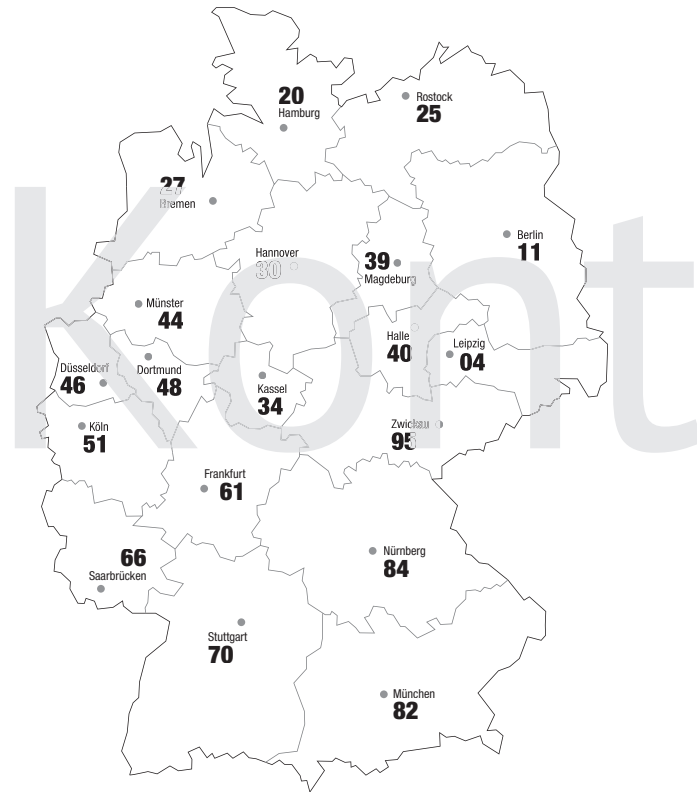 20
Hamburg
Rostock
25
27
Bremen
Berlin
11
Hannover
30
39
Magdeburg
Münster
44
Halle
40
Leipzig
04
Düsseldorf
46
Dortmund
48
Kassel
34
Köln
51
Zwickau
95
Frankfurt
61
66
Saarbrücken
Nürnberg
84
Stuttgart
70
München
82
Kont